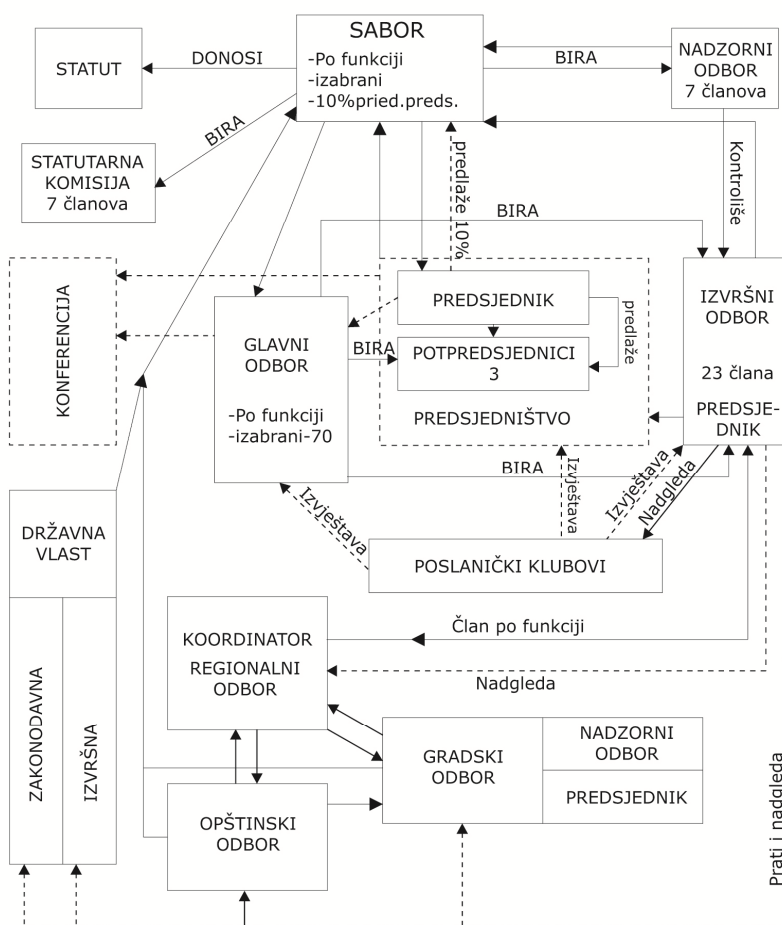 SABOR
-Po funkciji
-izabrani
-10%pried.preds.
STATUT
DONOSI
BIRA
NADZORNI
ODBOR
7 članova
BIRA
STATUTARNA
KOMISIJA
7 članova
predlaže 10%
Kontroliše
BIRA
KONFERENCIJA
GLAVNI
ODBOR
-Po funkciji
-izabrani-70
BIRA
PREDSJEDNIK
predlaže
POTPREDSJEDNICI
3
PREDSJEDNIŠTVO
IZVRŠNI
ODBOR
23 člana
PREDSJE-
DNIK
BIRA
Izvještava
Izvještava
Izvještava
Nadgleda
POSLANIČKI KLUBOVI
DRŽAVNA
VLAST
ZAKONODAVNA
IZVRŠNA
KOORDINATOR
REGIONALNI
ODBOR
Član po funkciji
Nadgleda
GRADSKI
ODBOR
NADZORNI
ODBOR
PREDSJEDNIK
OPŠTINSKI
ODBOR
Prati i nadgleda